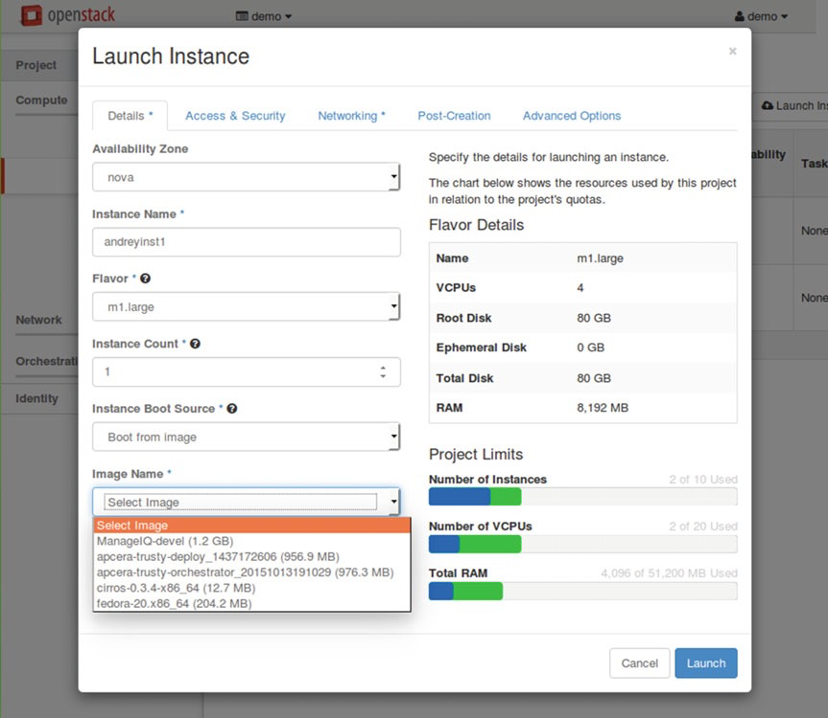 openstack
demo
demo
Project
Compute
Network
Identity
Launch
None
None
Launch Instance
×
Details *
Access & Security
Networking *
Post-Creation
Advanced Options
Availability Zone
nova
Instance Name *
andreyinst1
Flavor * ?
m1.large
Instance Count * ?
1
Instance Boot Source * ?
Boot from image
Image Name *
Select Image
Select Image
ManageIQ-devel (1.2 GB)
apcera-trusty-deploy_1437172606 (956.9 MB)
apcera-trusty-orchestrator_20151013191029 (976.3 MB)
cirros-0.3.4-x86_64 (12.7 MB)
fedora-20.x86_64 (204.2 MB)
Specify the details for launching an instance.
The chart below shows the resources used by this project
in relation to the project's quotas.
Flavor Details
Name m1.large
VCPUs 4
Root Disk 80 GB
Ephemeral Disk 0 GB
Total Disk 80 GB
RAM 8,192 MB
Project Limits
Number of Instances 2 of 10 Used
Number of VCPUs 2 of 20 Used
Total RAM 4,096 of 51,200 MB Used
Cancel
Launch